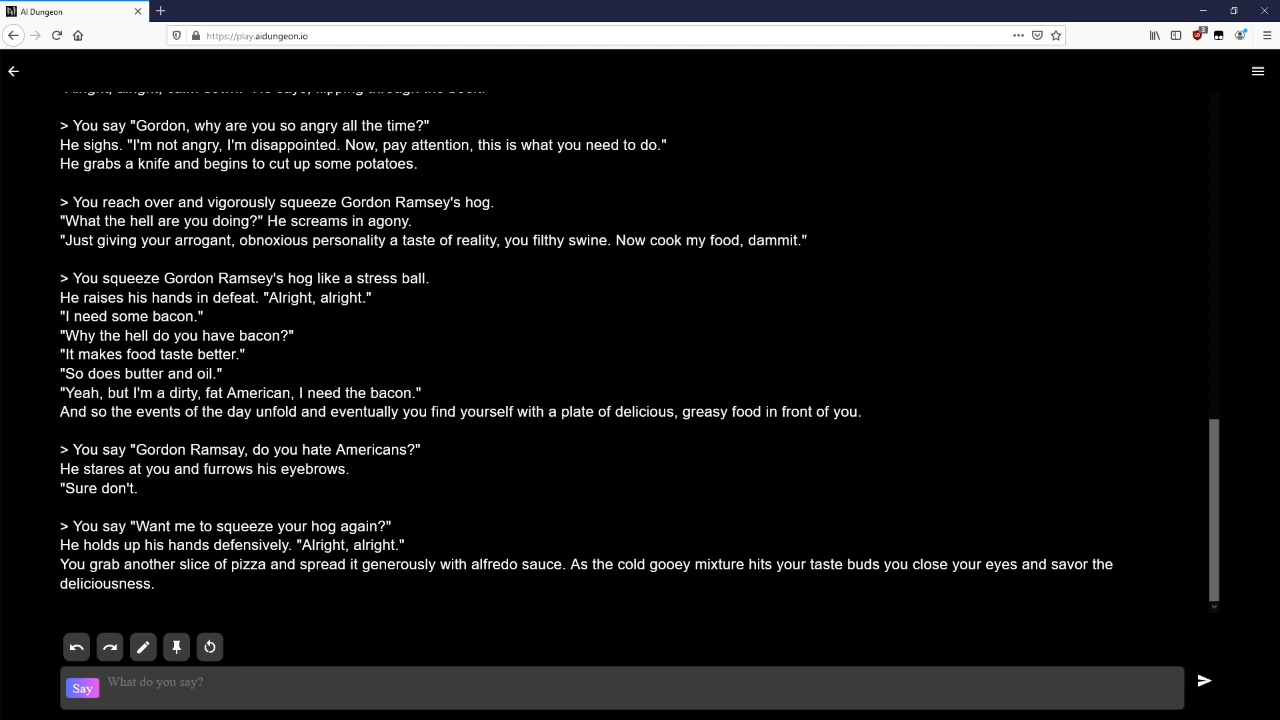 AI Dungeon
https://play.aidungeon.io
> You say "Gordon, why are you so angry all the time?"
He sighs. "I'm not angry, I'm disappointed. Now, pay attention, this is what you need to do."
He grabs a knife and begins to cut up some potatoes.
> You reach over and vigorously squeeze Gordon Ramsey's hog.
"What the hell are you doing?" He screams in agony.
"Just giving your arrogant, obnoxious personality a taste of reality, you filthy swine. Now cook my food, dammit."
> You squeeze Gordon Ramsey's hog like a stress ball.
He raises his hands in defeat. "Alright, alright."
"I need some bacon."
"Why the hell do you have bacon?"
"It makes food taste better."
"So does butter and oil."
"Yeah, but I'm a dirty, fat American, I need the bacon."
And so the events of the day unfold and eventually you find yourself with a plate of delicious, greasy food in front of you.
> You say "Gordon Ramsay, do you hate Americans?"
He stares at you and furrows his eyebrows.
"Sure don't.
> You say "Want me to squeeze your hog again?"
He holds up his hands defensively. "Alright, alright."
You grab another slice of pizza and spread it generously with alfredo sauce. As the cold gooey mixture hits your taste buds you close your eyes and savor the
deliciousness.
Say
What do you say?